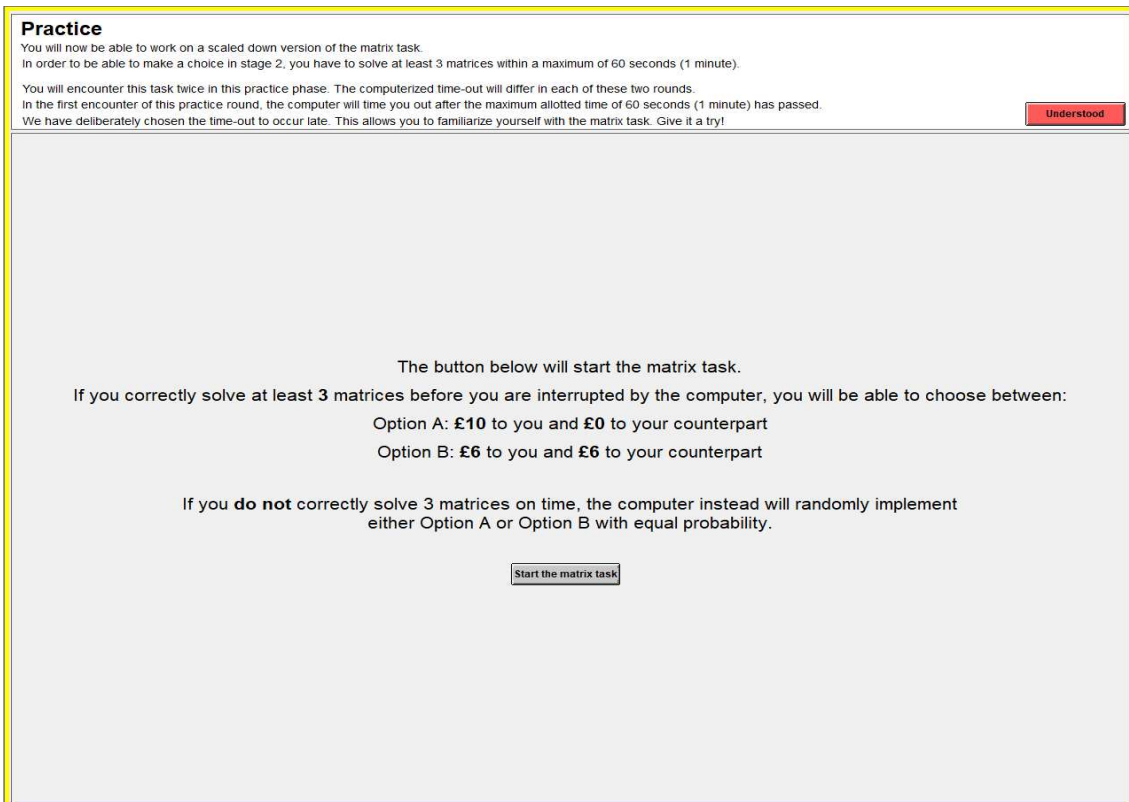 Practice
You will now be able to work on a scaled down version of the matrix task.
In order to be able to make a choice in stage 2, you have to solve at least 3 matrices within a maximum of 60 seconds (1 minute).
You will encounter this task twice in this practice phase. The computerized time-out will differ in each of these two rounds.
In the first encounter of this practice round, the computer will time you out after the maximum allotted time of 60 seconds (1 minute) has passed.
We have deliberately chosen the time-out to occur late. This allows you to familiarize yourself with the matrix task. Give it a try!
Understood
The button below will start the matrix task.
If you correctly solve at least 3 matrices before you are interrupted by the computer, you will be able to choose between:
Option A: £10 to you and £0 to your counterpart
Option B: £6 to you and £6 to your counterpart
If you do not correctly solve 3 matrices on time, the computer instead will randomly implement
either Option A or Option B with equal probability.
Start the matrix task